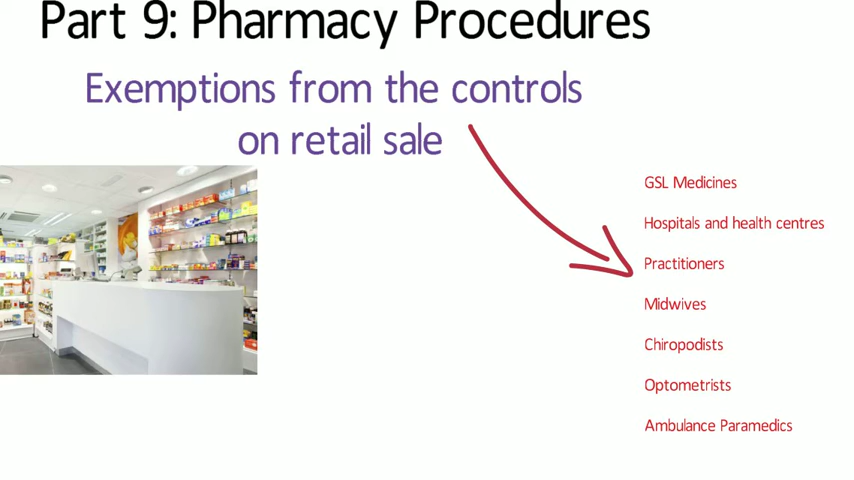 Part 9: Pharmacy Procedures
Exemptions from the controls
on retail sale
GSL Medicines
Hospitals and health centres
Practitioners
Midwives
Chiropodists
Optometrists
Ambulance Paramedics